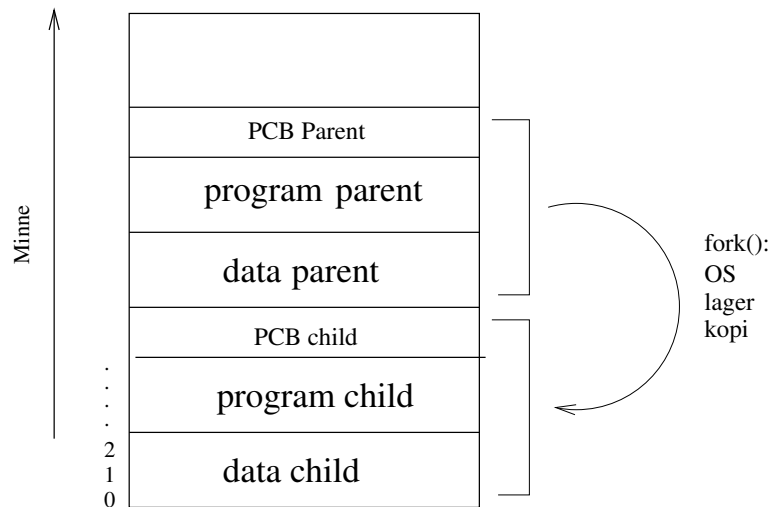 PCB Parent
program parent
data parent
PCB child
program child
data child
Minne
.
.
.
.
2
1
0
fork():
OS
lager
kopi